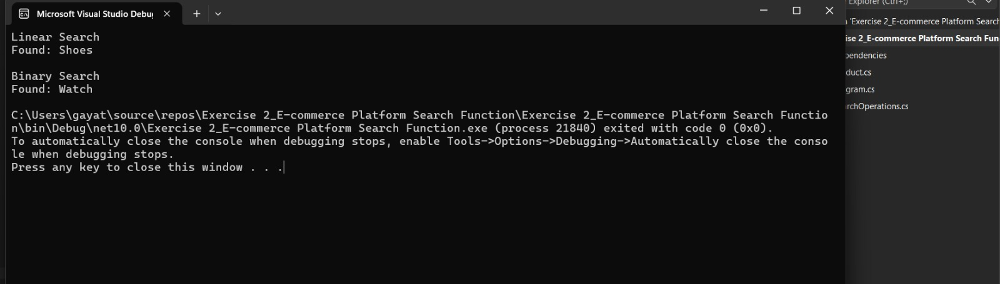 Microsoft Visual Studio Debug
Linear Search
Found: Shoes
Binary Search
Found: Watch
C:\Users\gayat\source\repos\Exercise 2_E-commerce Platform Search Function\Exercise 2_E-commerce Platform Search Functio
n\bin\Debug\net10.0\Exercise 2_E-commerce Platform Search Function.exe (process 21840) exited with code 0 (0x0).
To automatically close the console when debugging stops, enable Tools->Options->Debugging->Automatically close the conso
le when debugging stops.
Press any key to close this window . . .
Explorer (Ctrl+;)
'Exercise 2_E-commerce Platform Search
ise 2_E-commerce Platform Search Fun
pendencies
duct.cs
gram.cs
rchOperations.cs